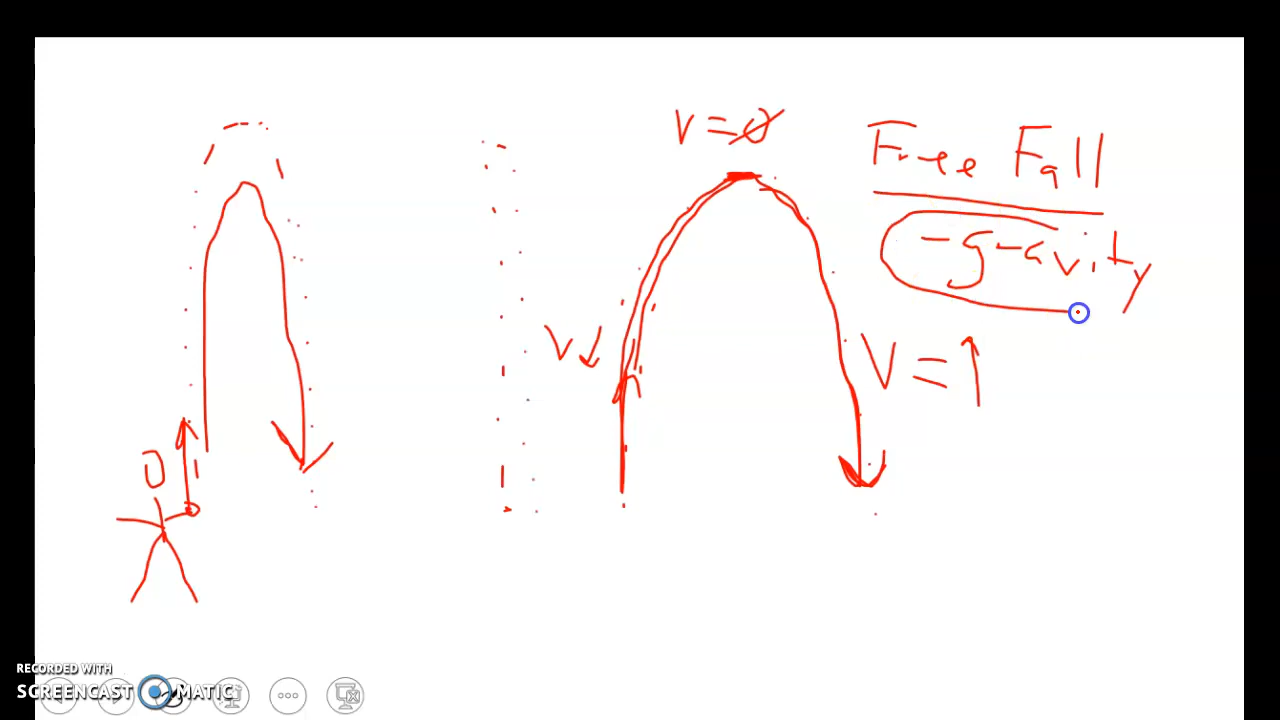 V = 0
Free Fall
- gravity
V ↓
V = ↑
RECORDED WITH
SCREENCAST MATIC